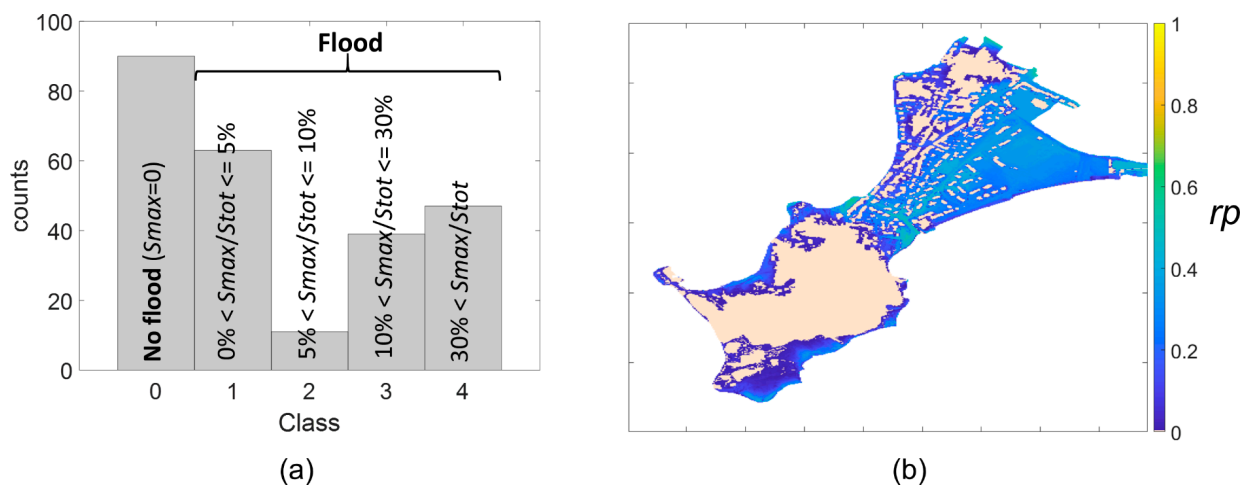 100
80
60
40
20
0
counts
Flood
No flood (Smax=0)
0% < Smax/Stot <= 5%
5% < Smax/Stot <= 10%
10% < Smax/Stot <= 30%
30% < Smax/Stot
0 1 2 3 4
Class
(a)
1
0.8
0.6
0.4
0.2
0
rp
(b)